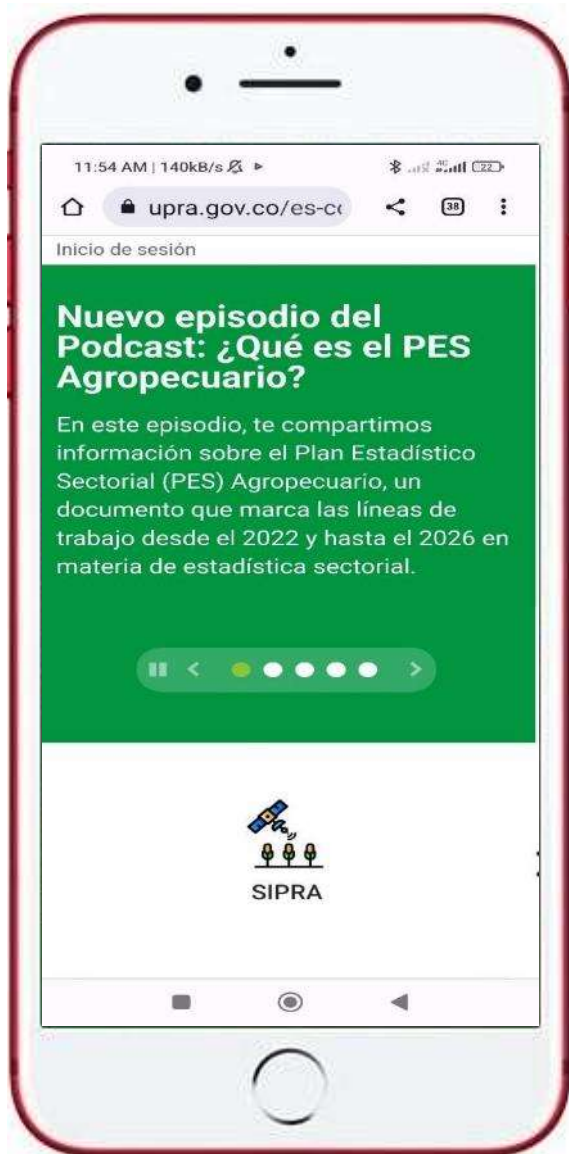 11:54 AM | 140kB/s
4G
22
upra.gov.co/es-co
38
Inicio de sesión
Nuevo episodio del
Podcast: ¿Qué es el PES
Agropecuario?
En este episodio, te compartimos
información sobre el Plan Estadístico
Sectorial (PES) Agropecuario, un
documento que marca las líneas de
trabajo desde el 2022 y hasta el 2026 en
materia de estadística sectorial.
SIPRA